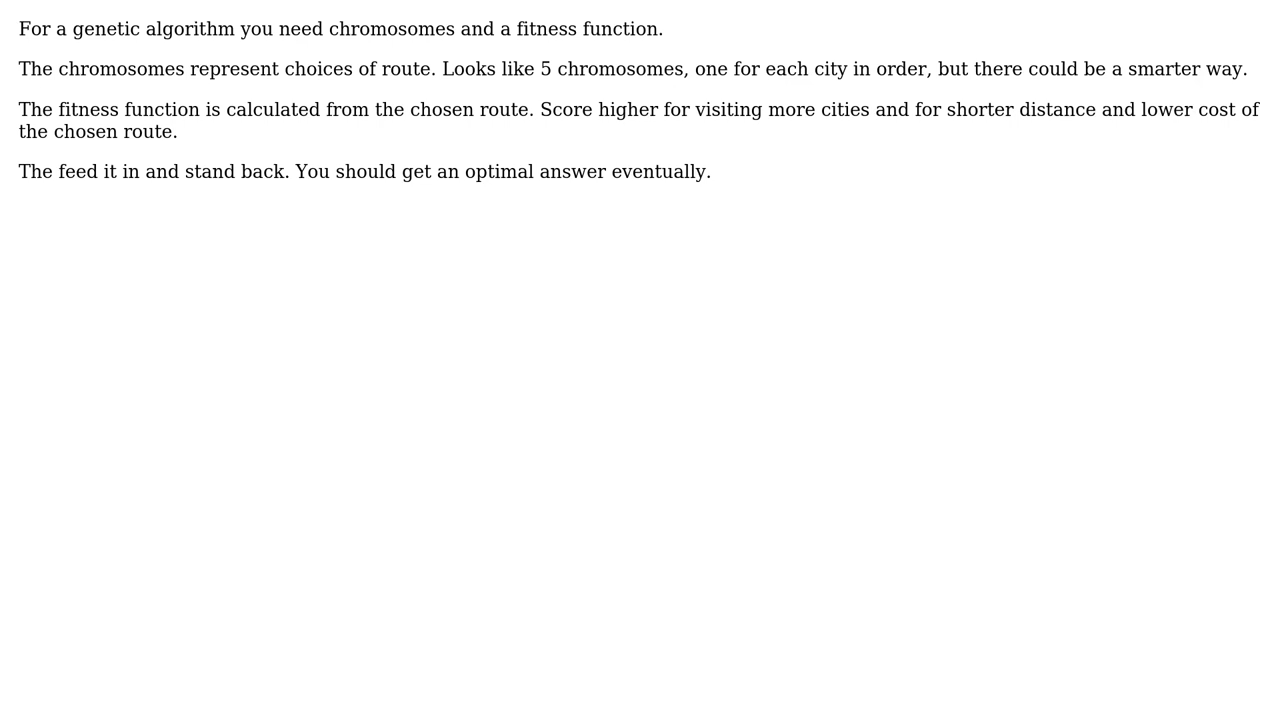 For a genetic algorithm you need chromosomes and a fitness function.
The chromosomes represent choices of route. Looks like 5 chromosomes, one for each city in order, but there could be a smarter way.
The fitness function is calculated from the chosen route. Score higher for visiting more cities and for shorter distance and lower cost of
the chosen route.
The feed it in and stand back. You should get an optimal answer eventually.